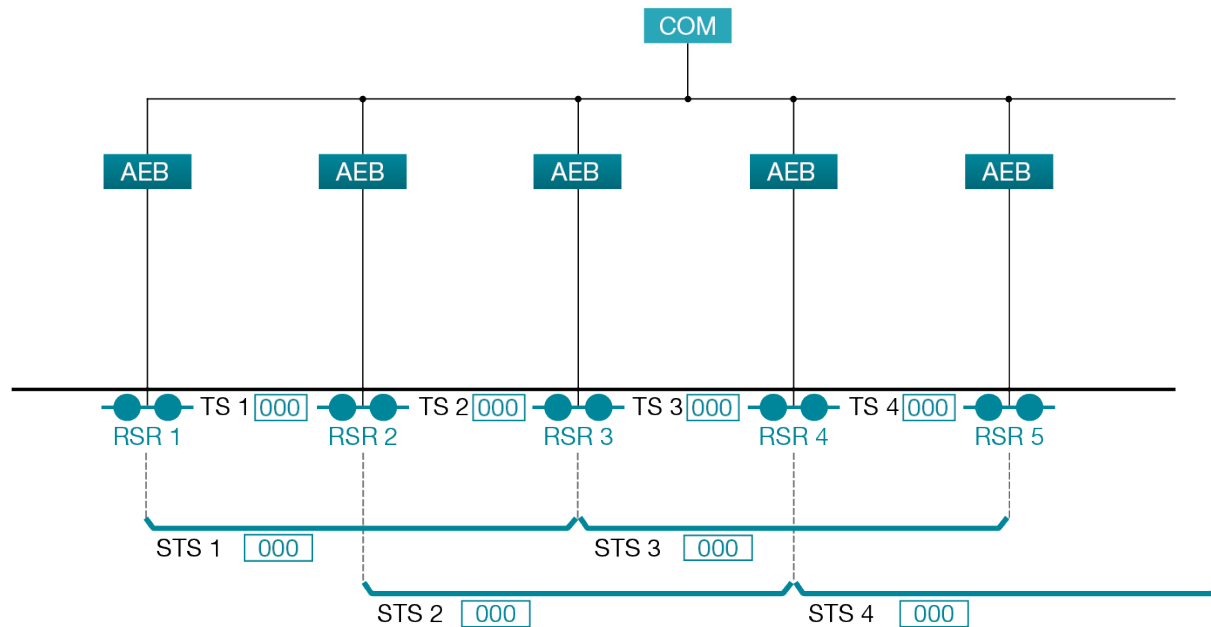 COM
AEB AEB AEB AEB AEB
TS 1 000 TS 2 000 TS 3 000 TS 4 000
RSR 1 RSR 2 RSR 3 RSR 4 RSR 5
STS 1 000 STS 3 000
STS 2 000 STS 4 000